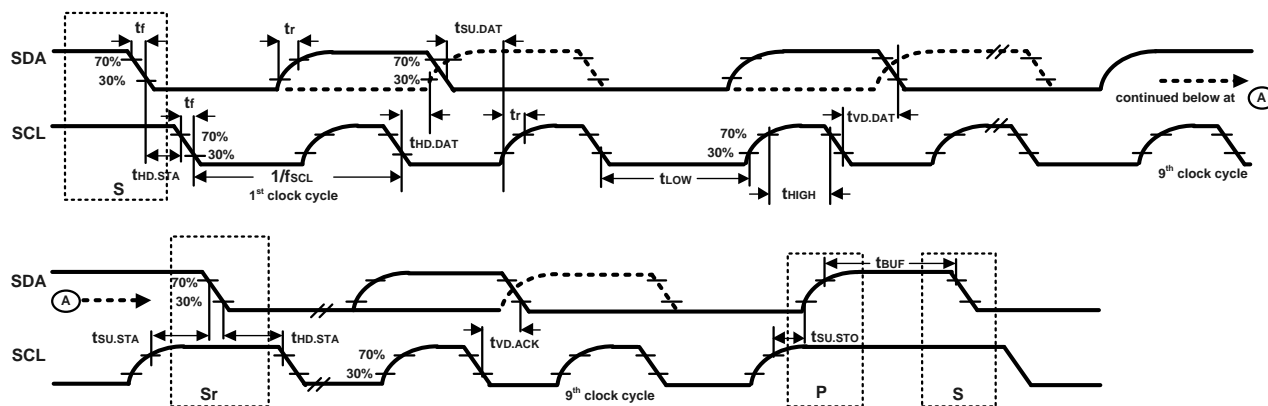 tf
tr
tSU.DAT
SDA
70%
30%
70%
30%
continued below at A
tf
tr
tHD.DAT
tVD.DAT
SCL
70%
30%
70%
30%
tHD.STA
1/fSCL
tLOW
tHIGH
S
1st clock cycle
9th clock cycle
tBUF
SDA
70%
30%
A
tSU.STA
tHD.STA
tVD.ACK
tSU.STO
SCL
70%
30%
9th clock cycle
Sr
P
S